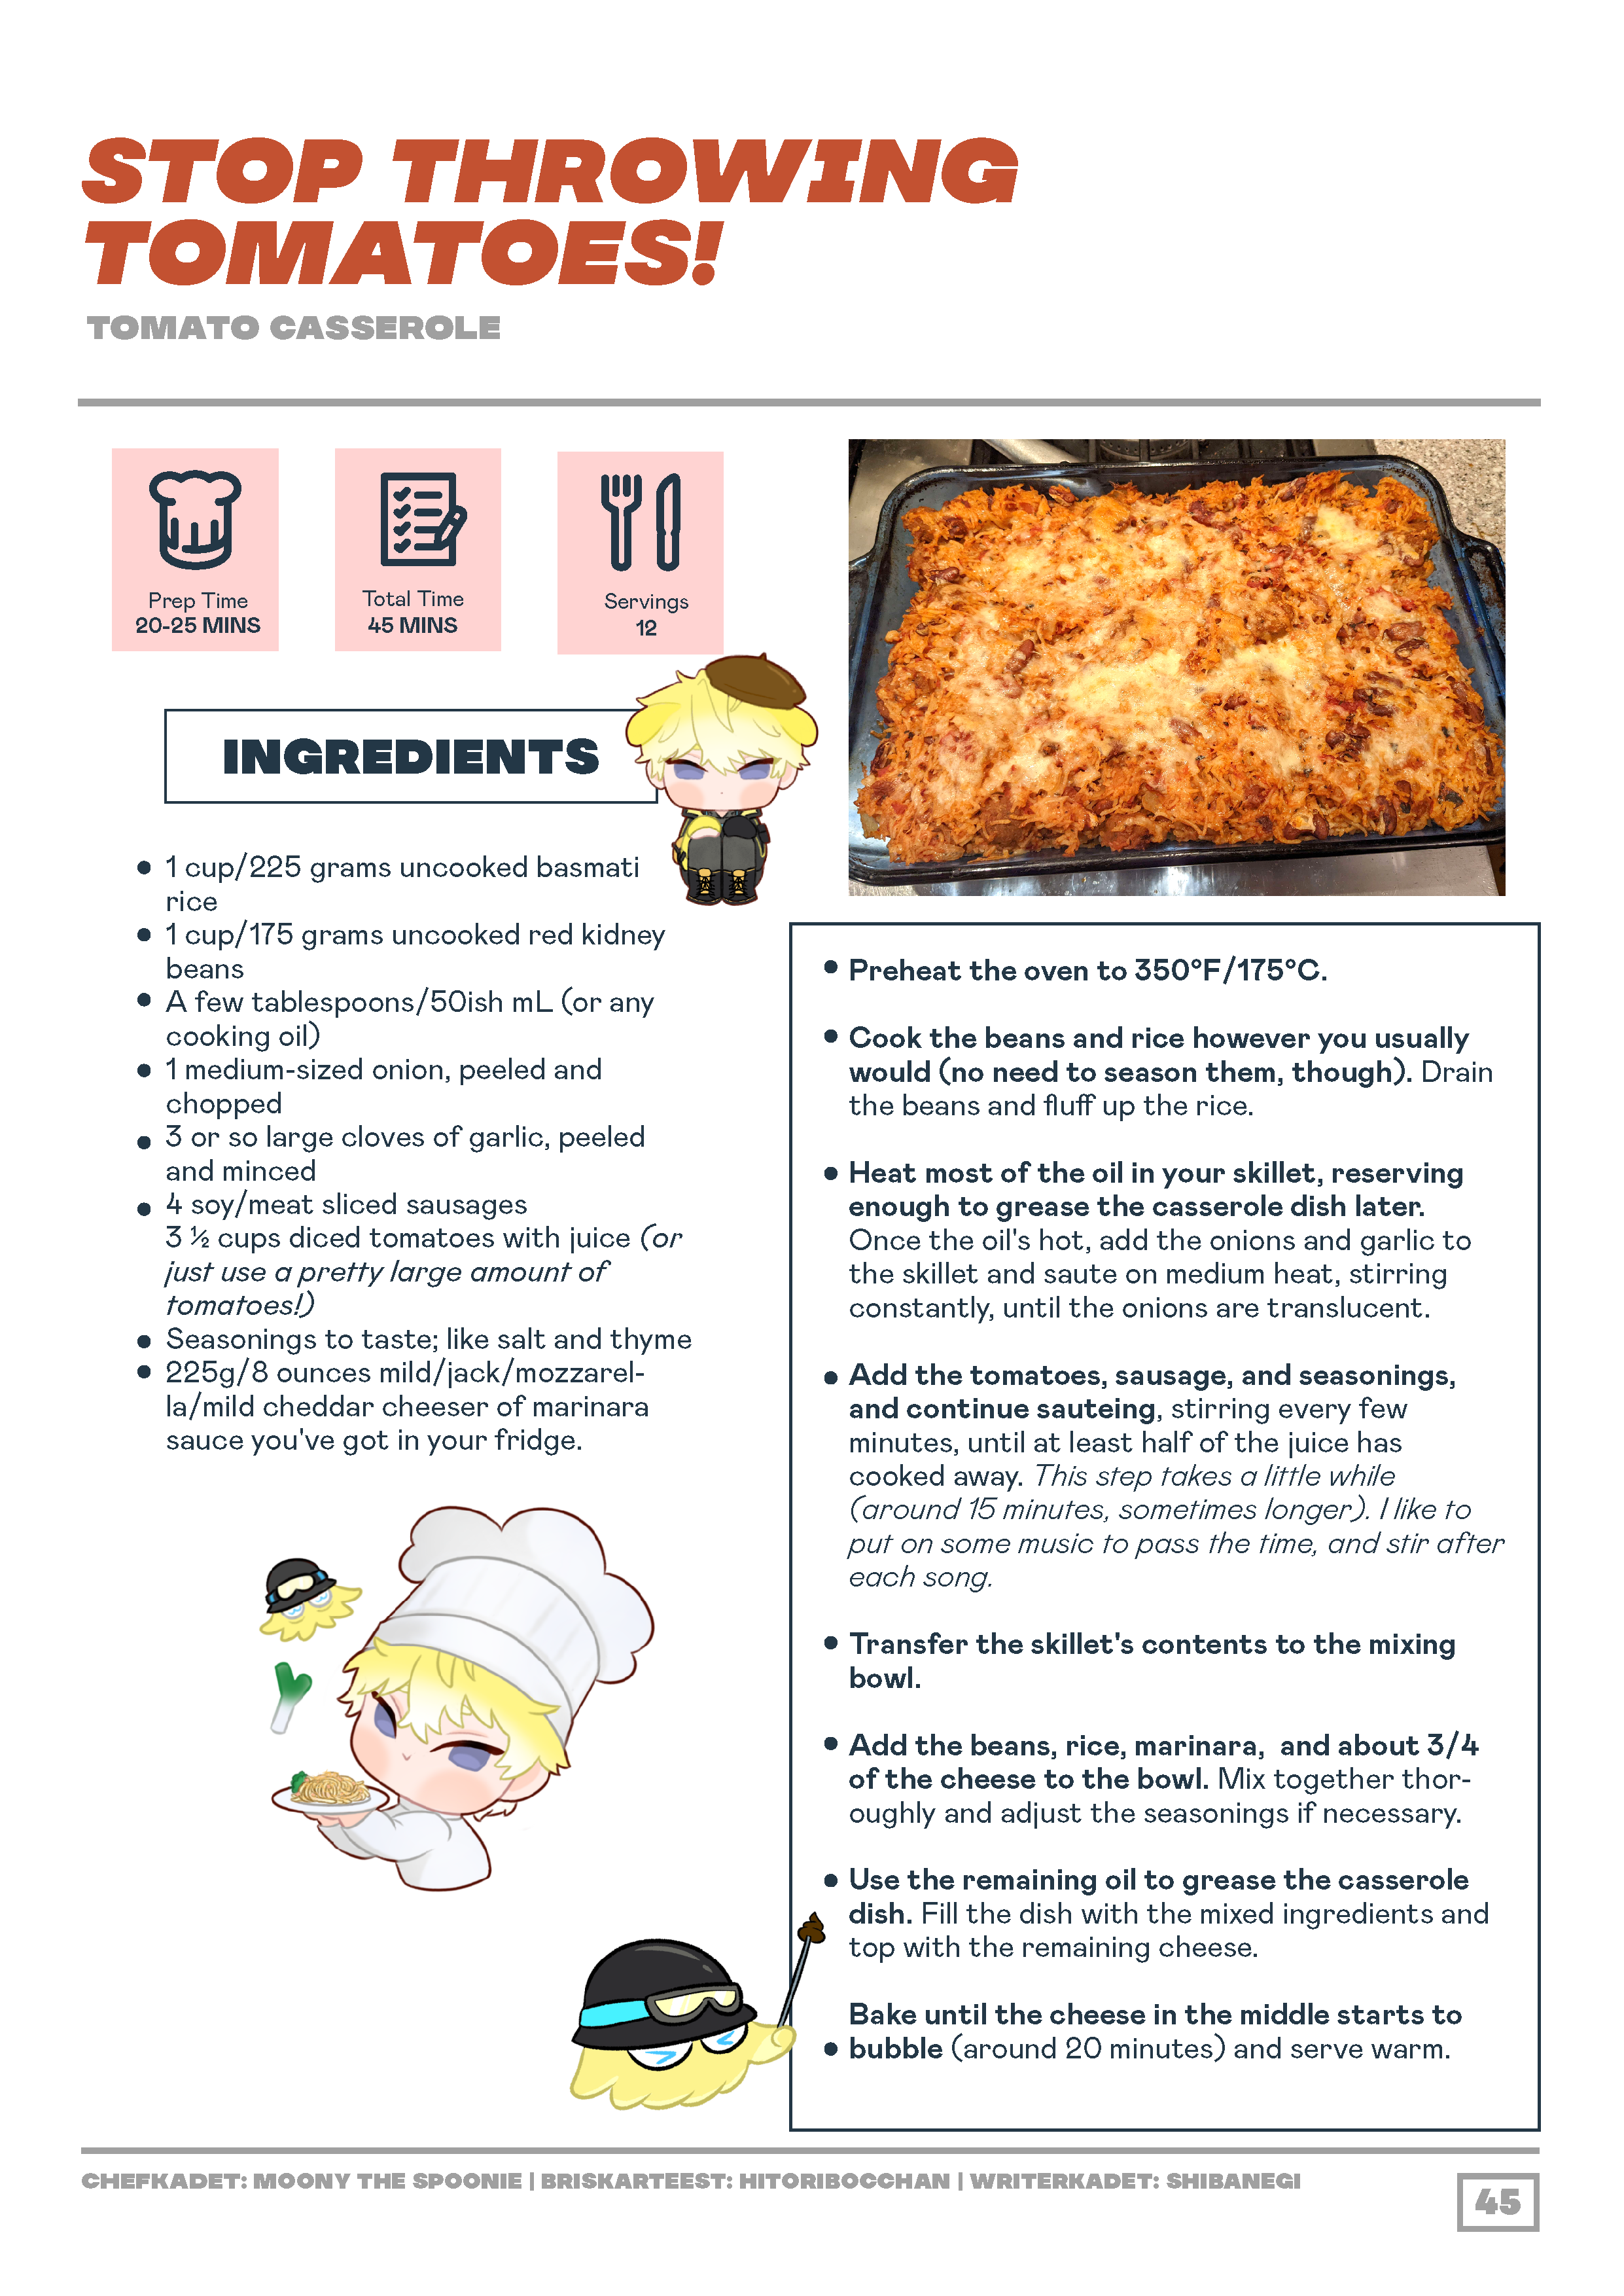 STOP THROWING
TOMATOES!
TOMATO CASSEROLE
Prep Time
20-25 MINS
Total Time
45 MINS
Servings
12
INGREDIENTS
• 1 cup/225 grams uncooked basmati
rice
• 1 cup/175 grams uncooked red kidney
beans
• A few tablespoons/50ish mL (or any
cooking oil)
• 1 medium-sized onion, peeled and
chopped
• 3 or so large cloves of garlic, peeled
and minced
• 4 soy/meat sliced sausages
3 ½ cups diced tomatoes with juice (or
just use a pretty large amount of
tomatoes!)
• Seasonings to taste; like salt and thyme
• 225g/8 ounces mild/jack/mozzarel-
la/mild cheddar cheeser of marinara
sauce you've got in your fridge.
• Preheat the oven to 350°F/175°C.
• Cook the beans and rice however you usually
would (no need to season them, though). Drain
the beans and fluff up the rice.
• Heat most of the oil in your skillet, reserving
enough to grease the casserole dish later.
Once the oil's hot, add the onions and garlic to
the skillet and saute on medium heat, stirring
constantly, until the onions are translucent.
• Add the tomatoes, sausage, and seasonings,
and continue sauteing, stirring every few
minutes, until at least half of the juice has
cooked away. This step takes a little while
(around 15 minutes, sometimes longer). I like to
put on some music to pass the time, and stir after
each song.
• Transfer the skillet's contents to the mixing
bowl.
• Add the beans, rice, marinara, and about 3/4
of the cheese to the bowl. Mix together thor-
oughly and adjust the seasonings if necessary.
• Use the remaining oil to grease the casserole
dish. Fill the dish with the mixed ingredients and
top with the remaining cheese.
Bake until the cheese in the middle starts to
• bubble (around 20 minutes) and serve warm.
CHEFKADET: MOONY THE SPOONIE | BRISKARTEEST: HITORIBOCCHAN | WRITERKADET: SHIBANEGI
45